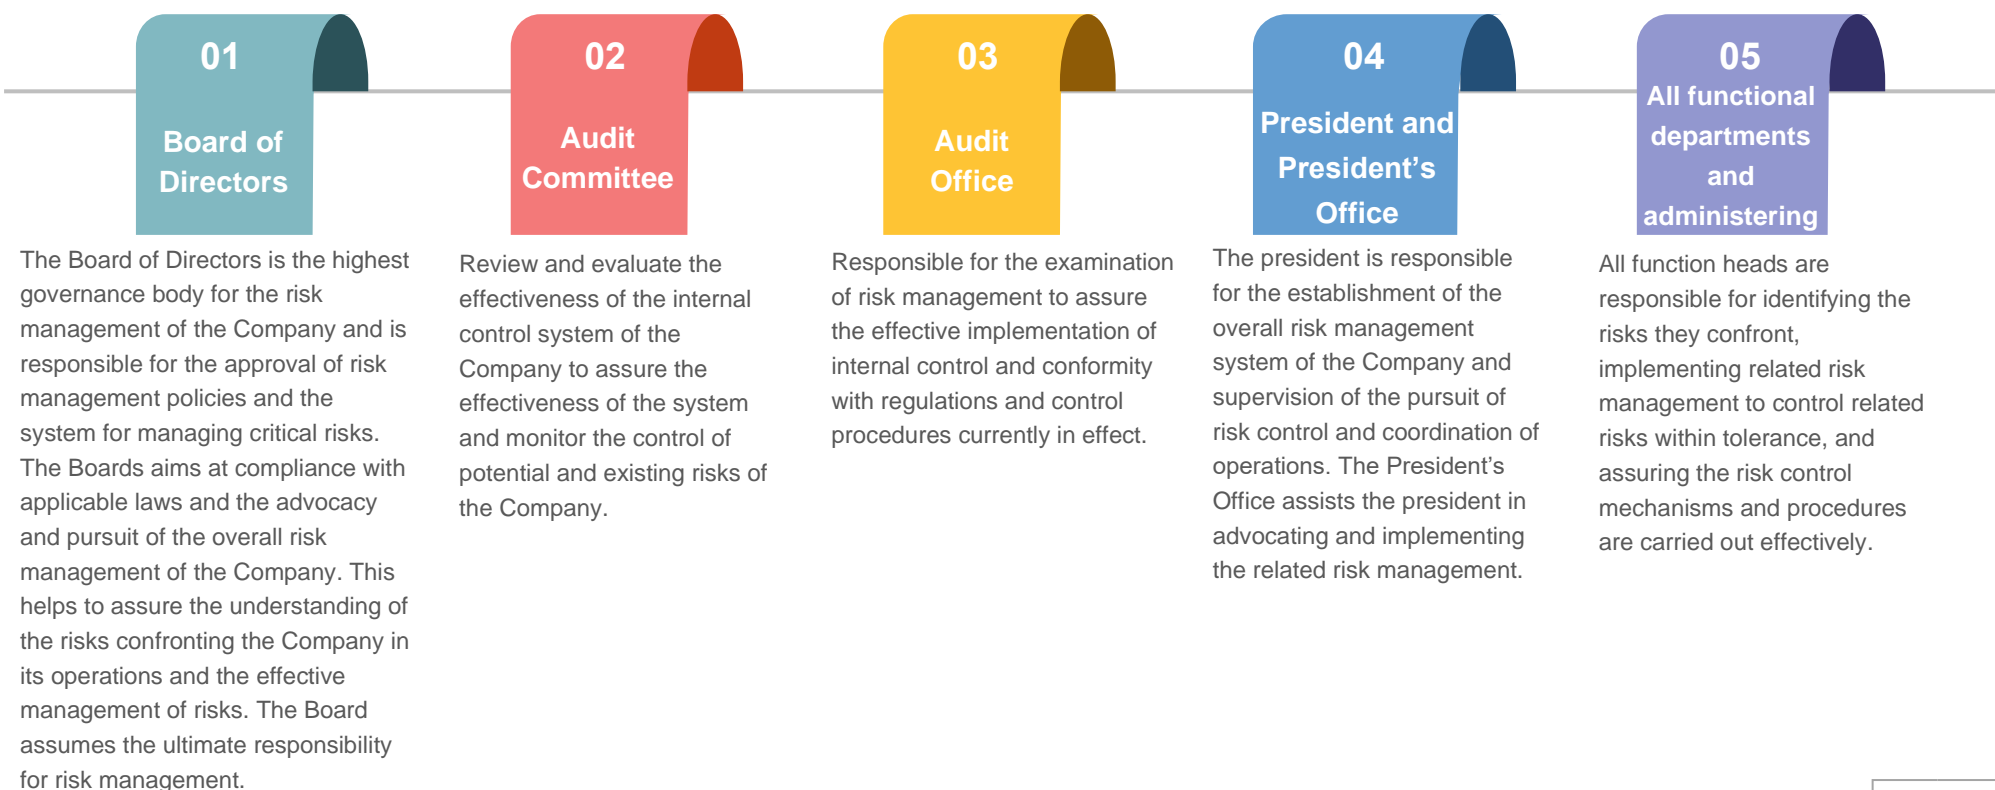 01
Board of
Directors
The Board of Directors is the highest
governance body for the risk
management of the Company and is
responsible for the approval of risk
management policies and the
system for managing critical risks.
The Boards aims at compliance with
applicable laws and the advocacy
and pursuit of the overall risk
management of the Company. This
helps to assure the understanding of
the risks confronting the Company in
its operations and the effective
management of risks. The Board
assumes the ultimate responsibility
for risk management.
02
Audit
Committee
Review and evaluate the
effectiveness of the internal
control system of the
Company to assure the
effectiveness of the system
and monitor the control of
potential and existing risks of
the Company.
03
Audit
Office
Responsible for the examination
of risk management to assure
the effective implementation of
internal control and conformity
with regulations and control
procedures currently in effect.
04
President and
President’s
Office
The president is responsible
for the establishment of the
overall risk management
system of the Company and
supervision of the pursuit of
risk control and coordination of
operations. The President’s
Office assists the president in
advocating and implementing
the related risk management.
05
All functional
departments
and
administering
All function heads are
responsible for identifying the
risks they confront,
implementing related risk
management to control related
risks within tolerance, and
assuring the risk control
mechanisms and procedures
are carried out effectively.